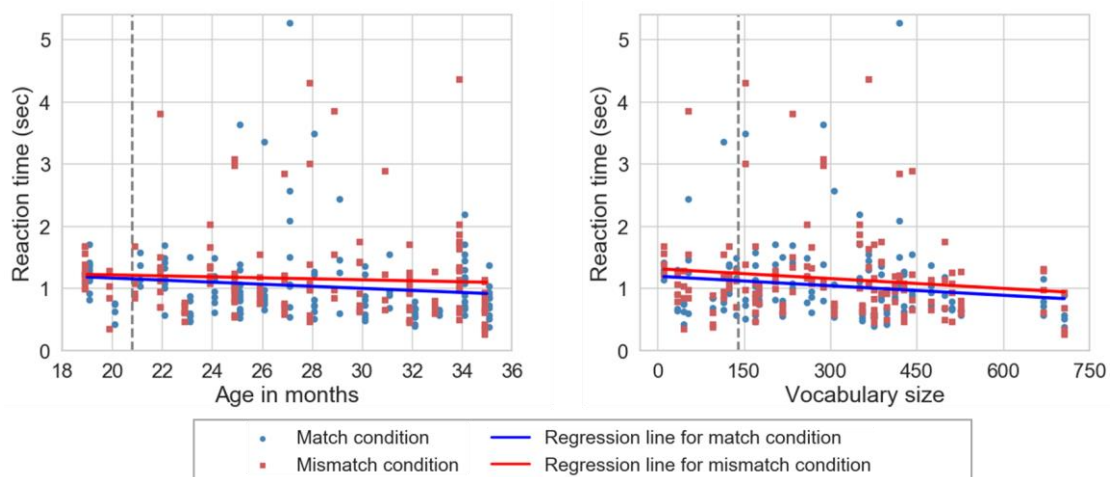 5
4
3
2
1
0
Reaction time (sec)
18 20 22 24 26 28 30 32 34 36
Age in months
5
4
3
2
1
0
Reaction time (sec)
0 150 300 450 600 750
Vocabulary size
Match condition
Regression line for match condition
Mismatch condition
Regression line for mismatch condition